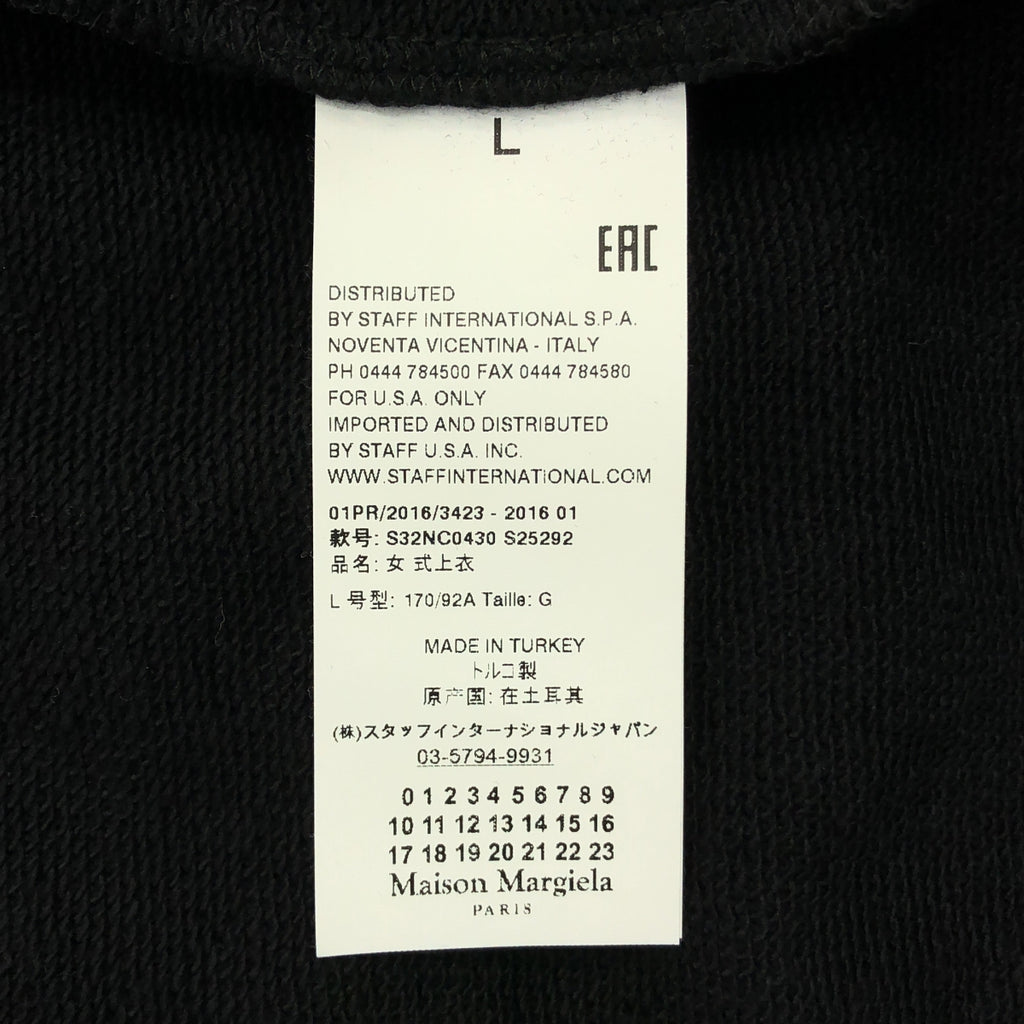 L
EAC
DISTRIBUTED
BY STAFF INTERNATIONAL S.P.A.
NOVENTA VICENTINA - ITALY
PH 0444 784500 FAX 0444 784580
FOR U.S.A. ONLY
IMPORTED AND DISTRIBUTED
BY STAFF U.S.A. INC.
WWW.STAFFINTERNATIONAL.COM
01PR/2016/3423 - 2016 01
款号: S32NC0430 S25292
品名: 女 式上衣
L 号型: 170/92A Taille: G
MADE IN TURKEY
トルコ製
原产国: 在土耳其
(株)スタッフインターナショナルジャパン
03-5794-9931
0 1 2 3 4 5 6 7 8 9
10 11 12 13 14 15 16
17 18 19 20 21 22 23
Maison Margiela
PARIS